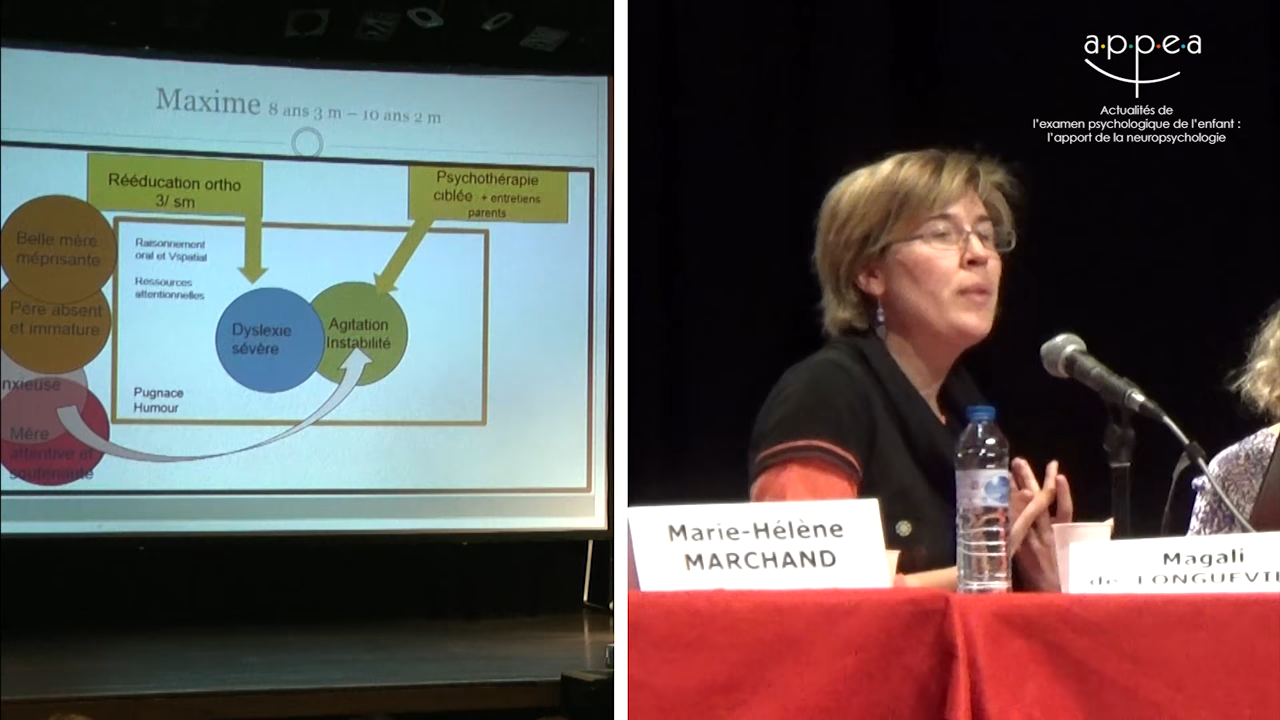 Maxime 8 ans 3 m – 10 ans 2 m
Rééducation ortho
3/ sm
Psychothérapie
ciblée + entretiens
parents
Belle mère
méprisante
Père absent
et immature
nxieuse
Mère
attentive et
soutenante
Raisonnement
oral et Vspatial
Ressources
attentionnelles
Dyslexie
sévère
Agitation
Instabilité
Pugnace
Humour
a·p·p·e·a
Actualités de
l'examen psychologique de l'enfant :
l'apport de la neuropsychologie
Marie-Hélène
MARCHAND
Magali
de